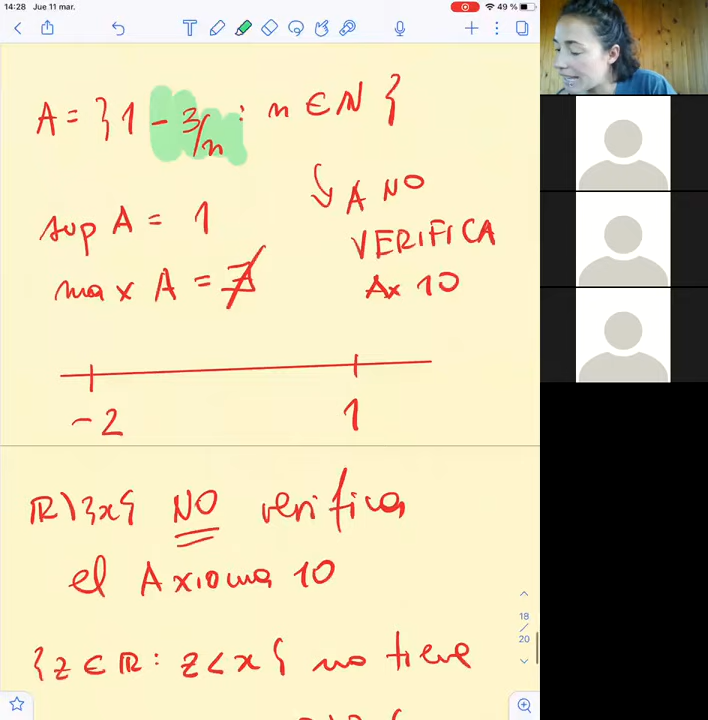 14:28 Jue 11 mar. 49 %
A = }1 - 3/n : n ∈ N {
↳ A NO
VERIFICA
Ax 10
sup A = 1
max A = ∄
-2 1
ℝ\}x{ NO verifica
el Axioma 10
{z ∈ ℝ: z < x{ no tiene
18
/
20